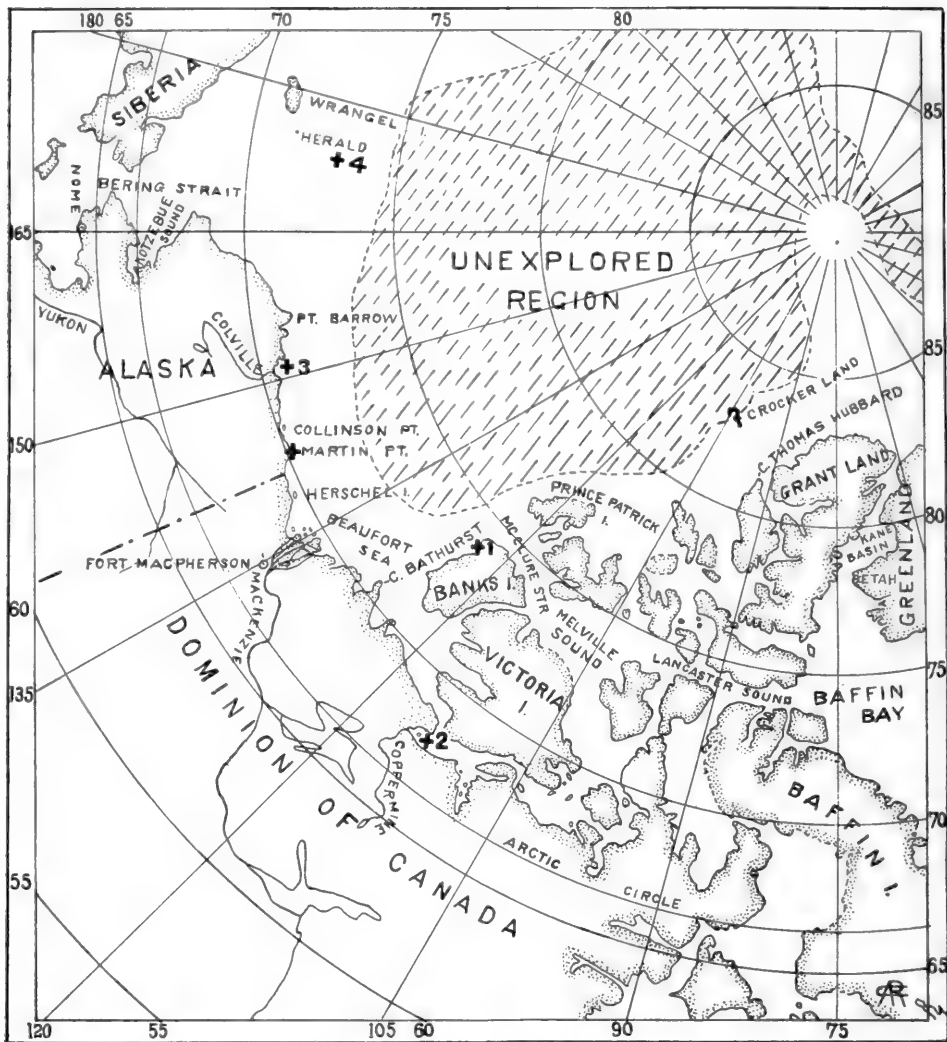 180 65
70
75
80
85
SIBERIA
WRANGEL
HERALD
+4
NOME
BERING STRAIT
KOTZEBUE
SOUND
165
UNEXPLORED
REGION
YUKON
PT. BARROW
COLVILLE
ALASKA
+3
85
CROCKER LAND
C. THOMAS HUBBARD
COLLINSON PT.
150
MARTIN PT.
GRANT LAND
HERSCHEL I.
PRINCE PATRICK
I.
80
BEAUFORT
SEA
KANE
BASIN
C. BATHURST
+1
MCCLURE STR
FORT MACPHERSON
BANKS I.
ETAH
GREENLAND
MACKENZIE
60
MELVILLE
SOUND
DOMINION
VICTORIA
I.
LANCASTER SOUND
75
135
BAFFIN
BAY
+2
COPPERMINE
OF
BAFFIN I.
70
ARCTIC
CIRCLE
55
CANADA
65
120
55
105 60
90
75